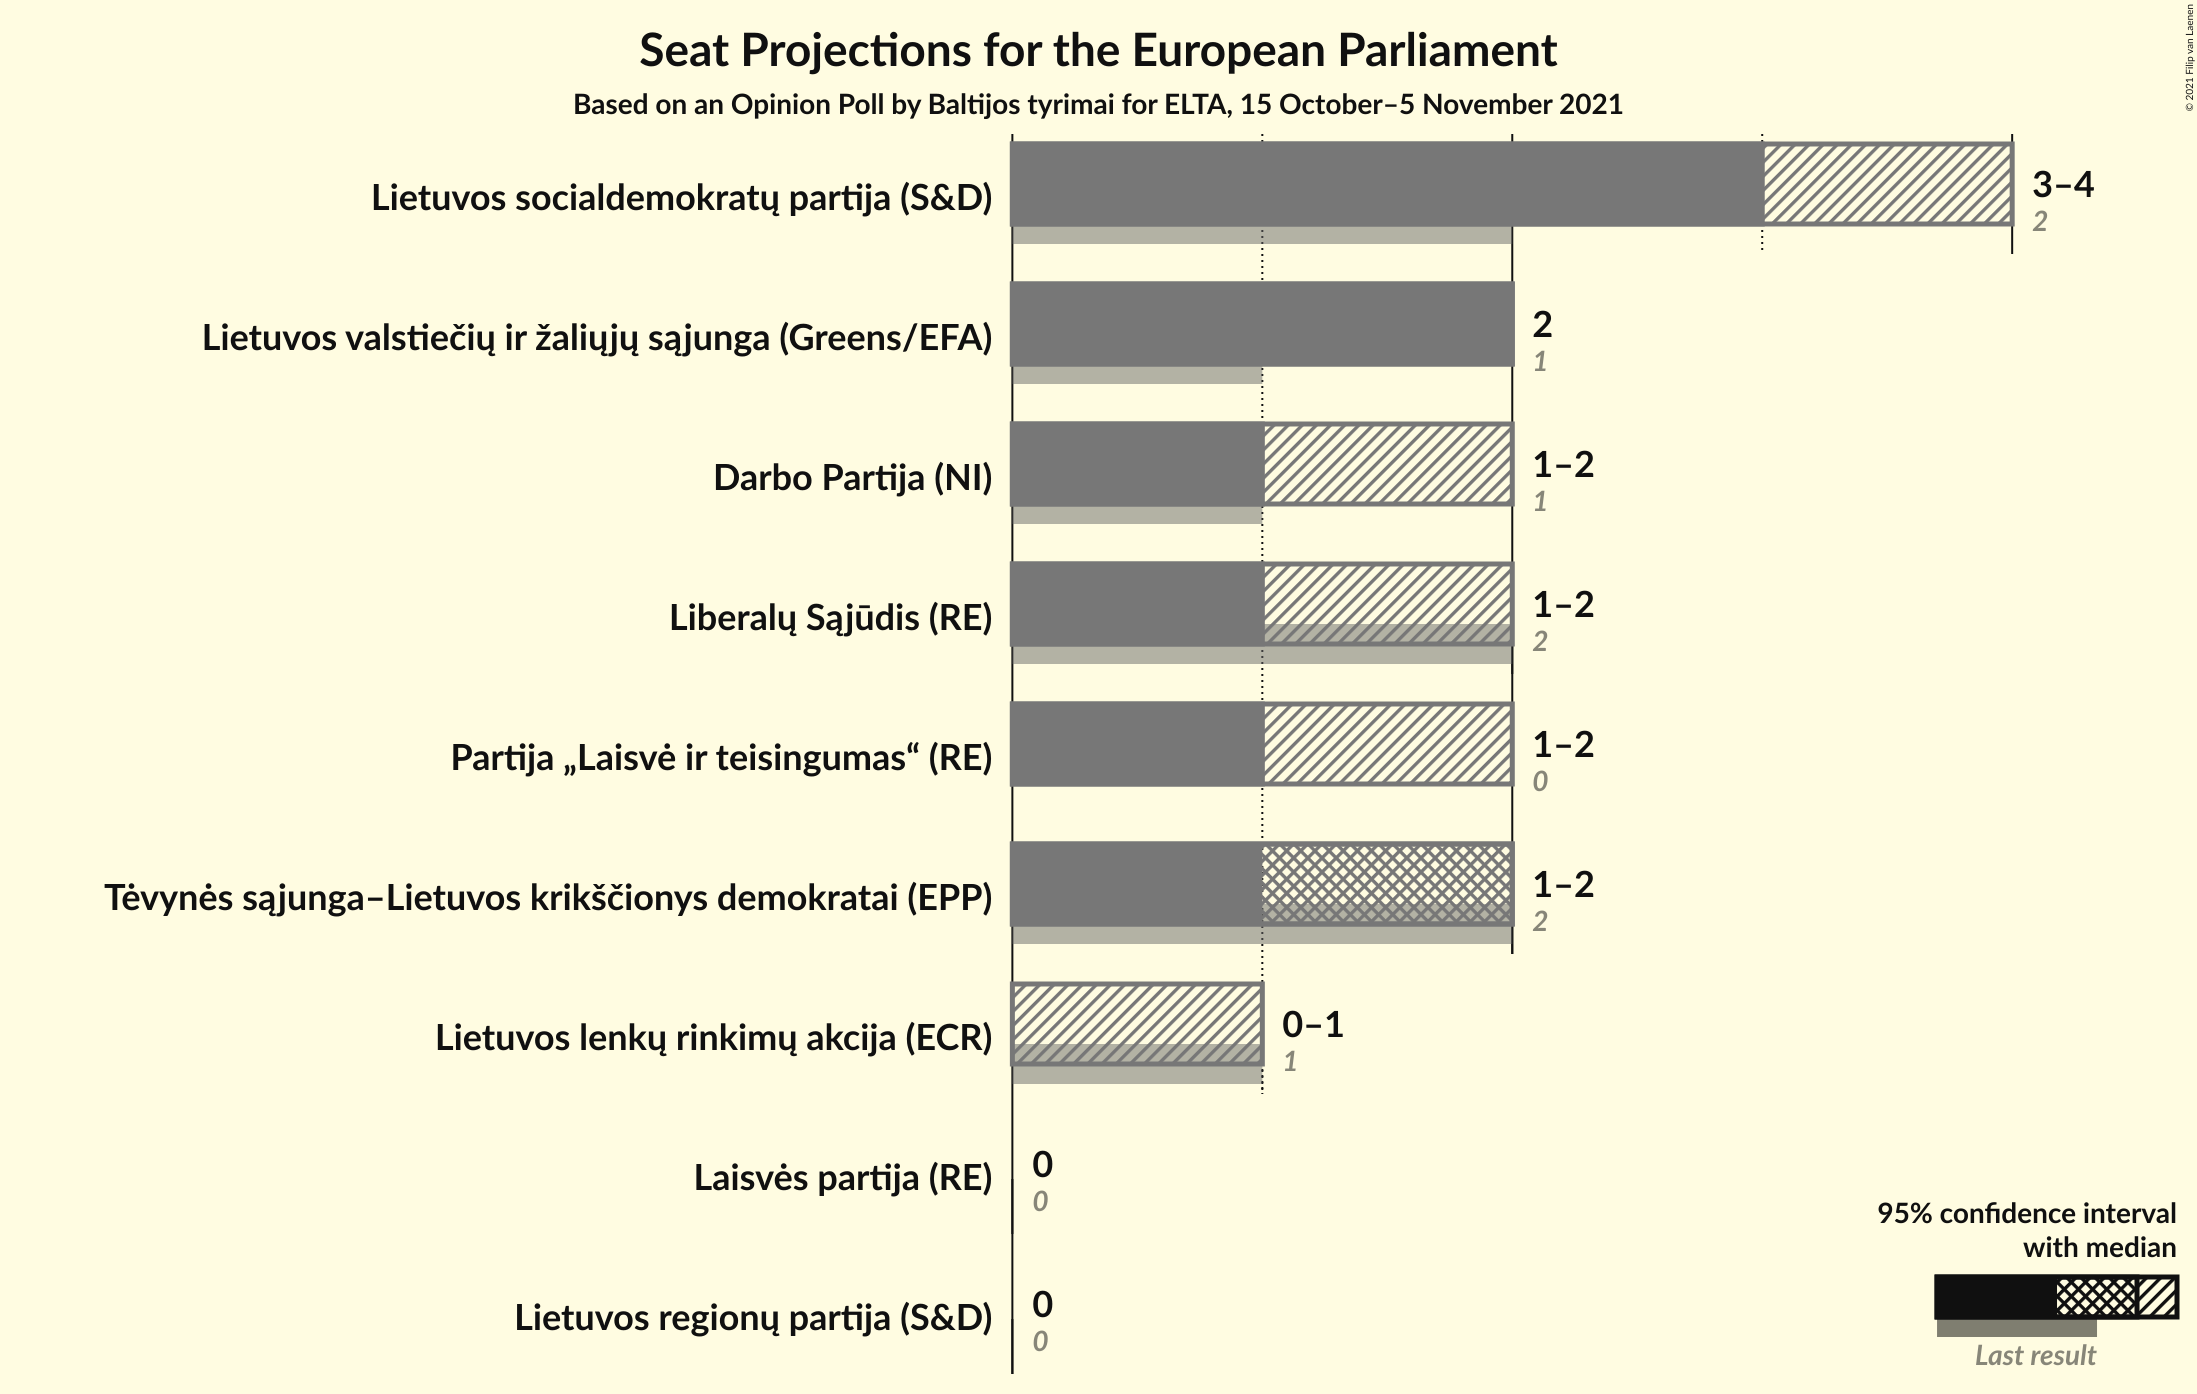 Seat Projections for the European Parliament
Based on an Opinion Poll by Baltijos tyrimai for ELTA, 15 October–5 November 2021
© 2021 Filip van Laenen
Lietuvos socialdemokratų partija (S&D)
3–4
2
Lietuvos valstiečių ir žaliųjų sąjunga (Greens/EFA)
2
1
Darbo Partija (NI)
1–2
1
Liberalų Sąjūdis (RE)
1–2
2
Partija „Laisvė ir teisingumas“ (RE)
1–2
0
Tėvynės sąjunga–Lietuvos krikščionys demokratai (EPP)
1–2
2
Lietuvos lenkų rinkimų akcija (ECR)
0–1
1
Laisvės partija (RE)
0
0
Lietuvos regionų partija (S&D)
0
0
95% confidence interval
with median
Last result